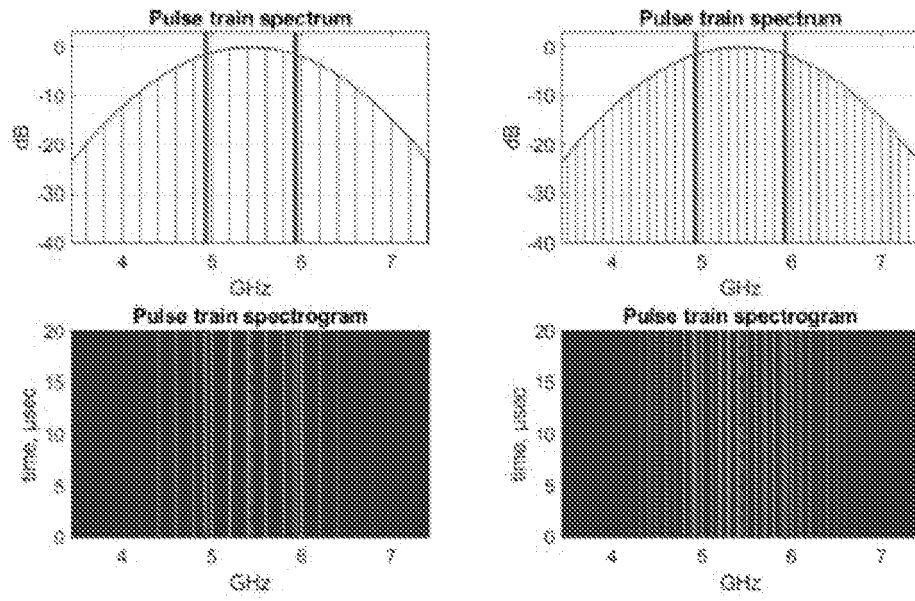 Pulse train spectrum
0
-10
-20
-30
-40
dB
4 5 6 7
GHz
Pulse train spectrum
0
-10
-20
-30
-40
dB
4 5 6 7
GHz
Pulse train spectrogram
20
15
10
5
0
time, μsec
4 5 6 7
GHz
Pulse train spectrogram
20
15
10
5
0
time, μsec
4 5 6 7
GHz